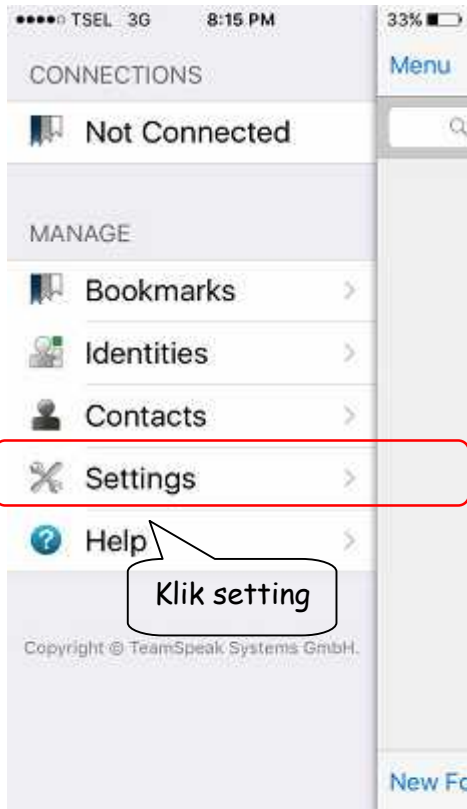 TSEL 3G 8:15 PM 33%
CONNECTIONS
Menu
Not Connected
MANAGE
Bookmarks
Identities
Contacts
Settings
Help
Klik setting
Copyright © TeamSpeak Systems GmbH.
New Fo